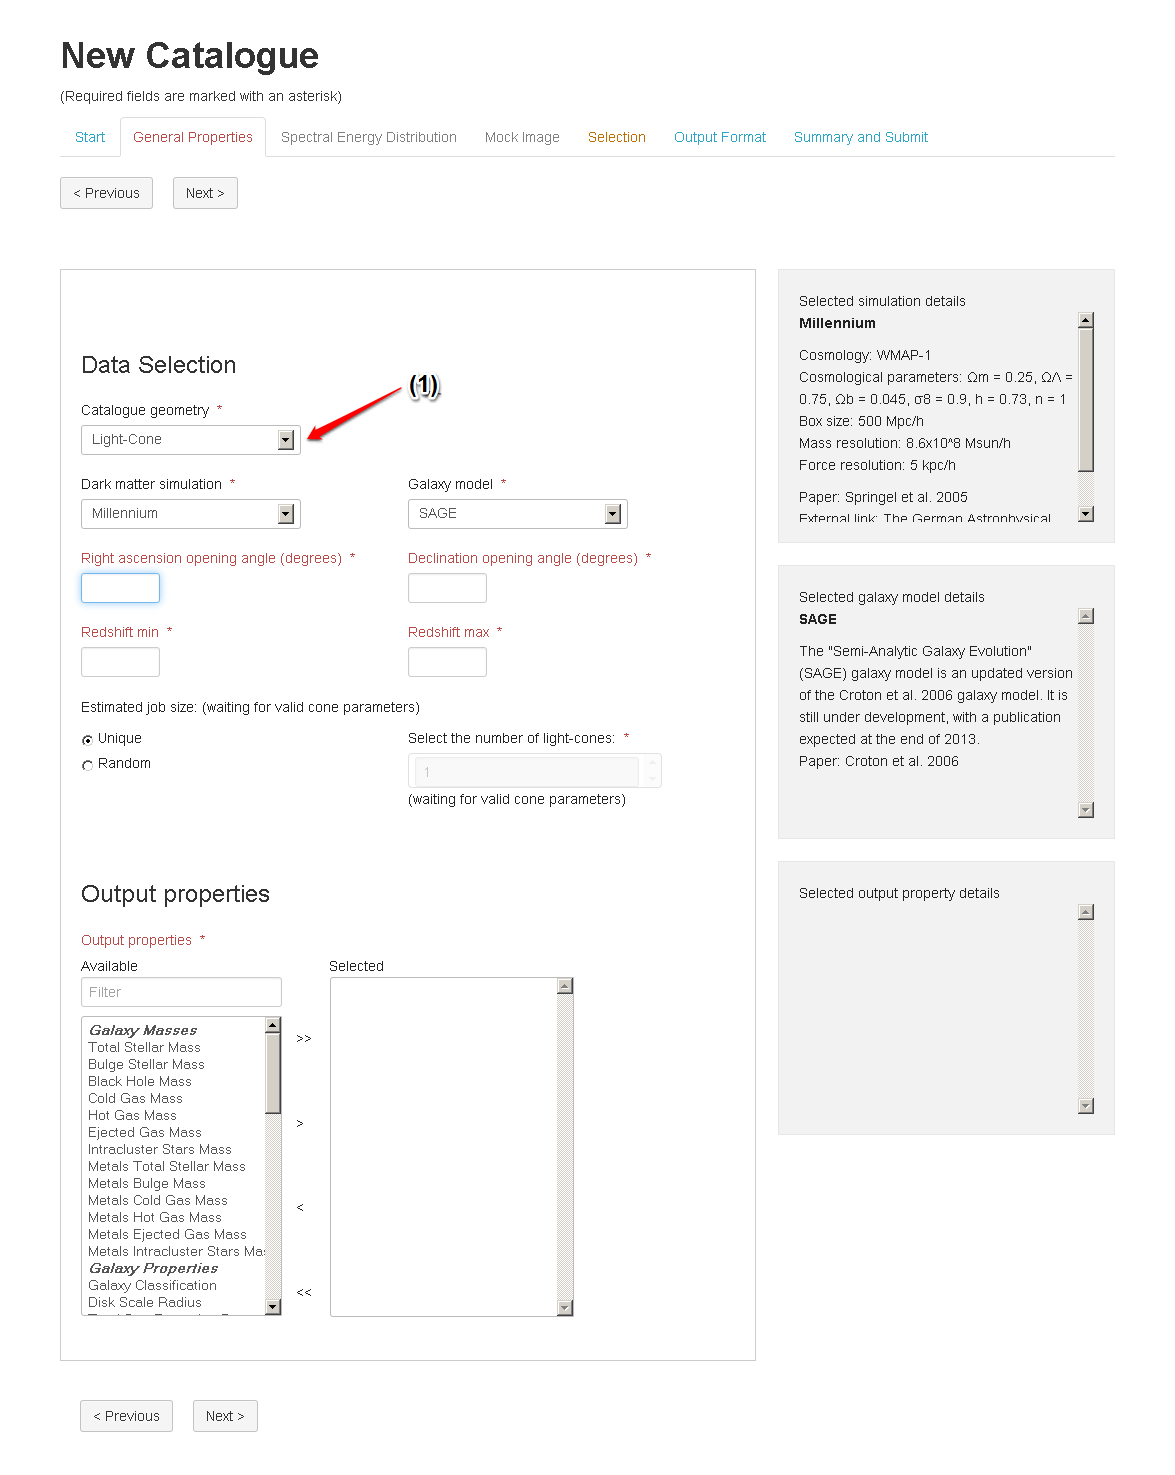 New Catalogue
(Required fields are marked with an asterisk)
Start General Properties Spectral Energy Distribution Mock Image Selection Output Format Summary and Submit
< Previous Next >
Data Selection
(1)
Catalogue geometry *
Light-Cone
Dark matter simulation * Galaxy model *
Millennium SAGE
Right ascension opening angle (degrees) * Declination opening angle (degrees) *
Redshift min * Redshift max *
Estimated job size: (waiting for valid cone parameters)
Unique Select the number of light-cones: *
Random 1
(waiting for valid cone parameters)
Output properties
Output properties *
Available Selected
Filter
Galaxy Masses
Total Stellar Mass
Bulge Stellar Mass
Black Hole Mass
Cold Gas Mass
Hot Gas Mass
Ejected Gas Mass
Intracluster Stars Mass
Metals Total Stellar Mass
Metals Bulge Mass
Metals Cold Gas Mass
Metals Hot Gas Mass
Metals Ejected Gas Mass
Metals Intracluster Stars Mas
Galaxy Properties
Galaxy Classification
Disk Scale Radius
>>
>
<
<<
Selected simulation details
Millennium
Cosmology: WMAP-1
Cosmological parameters: Ωm = 0.25, ΩΛ =
0.75, Ωb = 0.045, σ8 = 0.9, h = 0.73, n = 1
Box size: 500 Mpc/h
Mass resolution: 8.6x10^8 Msun/h
Force resolution: 5 kpc/h
Paper: Springel et al. 2005
External link: The German Astrophysical
Selected galaxy model details
SAGE
The "Semi-Analytic Galaxy Evolution"
(SAGE) galaxy model is an updated version
of the Croton et al. 2006 galaxy model. It is
still under development, with a publication
expected at the end of 2013.
Paper: Croton et al. 2006
Selected output property details
< Previous Next >